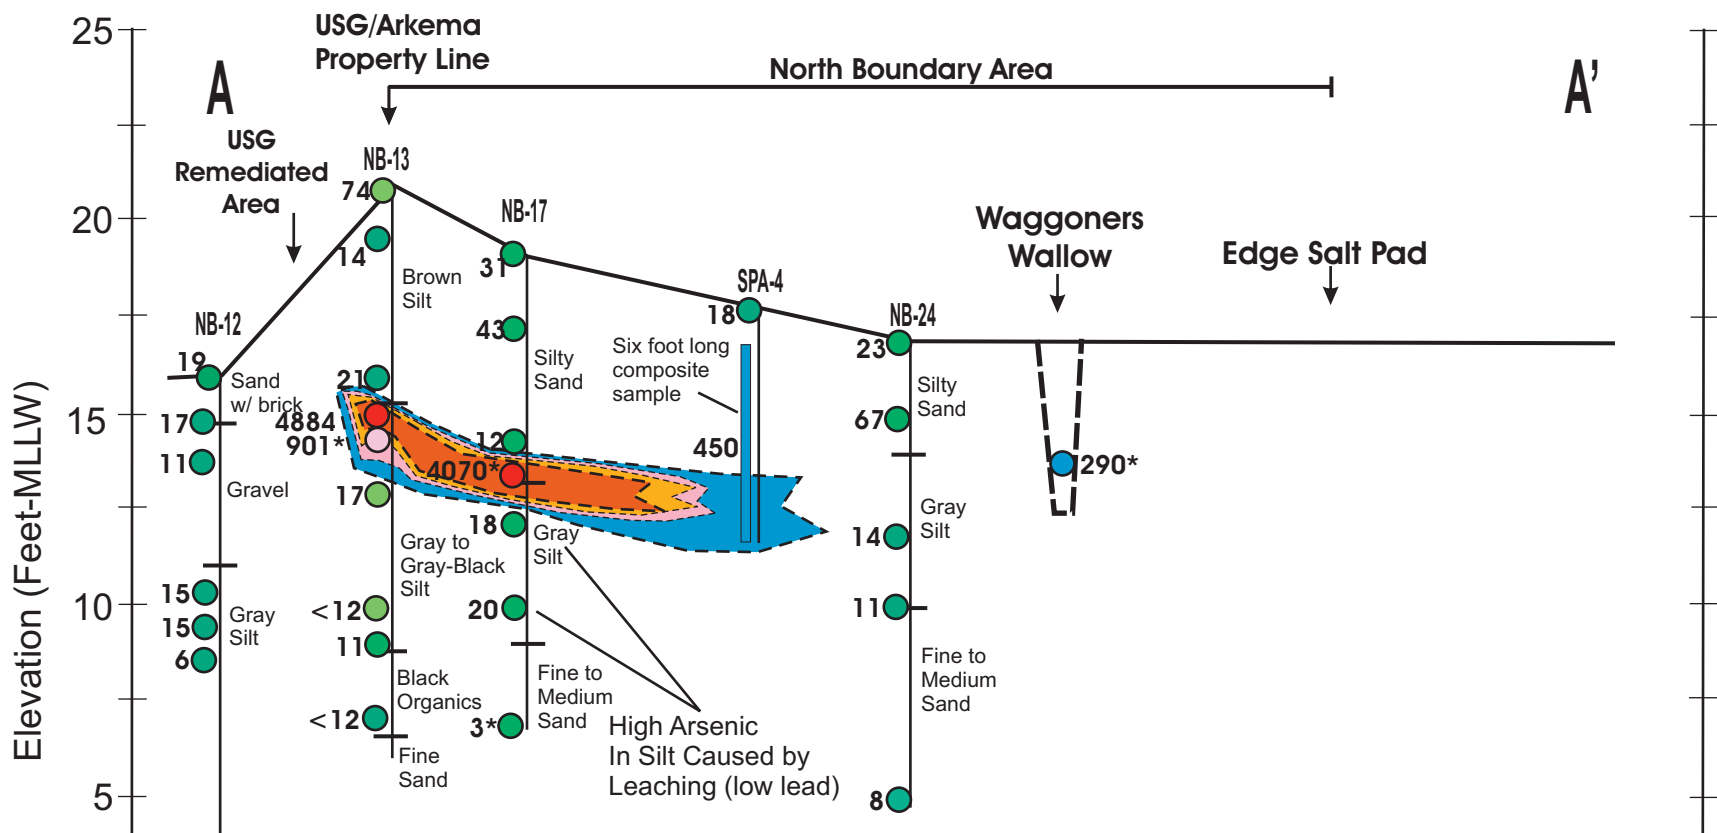 25
20
15
10
5
Elevation (Feet-MLLW)
A
A'
USG/Arkema
Property Line
North Boundary Area
USG
Remediated
Area
NB-12
19
17
11
15
15
6
Sand
w/ brick
Gravel
Gray
Silt
NB-13
74
14
21
4884
901*
17
<12
11
<12
Brown
Silt
Gray to
Gray-Black
Silt
Black
Organics
Fine
Sand
NB-17
31
43
12
4070*
18
20
3*
Silty
Sand
Gray
Silt
Fine to
Medium
Sand
High Arsenic
In Silt Caused by
Leaching (low lead)
SPA-4
18
Six foot long
composite
sample
450
NB-24
23
67
14
11
8
Silty
Sand
Gray
Silt
Fine to
Medium
Sand
Waggoners
Wallow
1290*
Edge Salt Pad